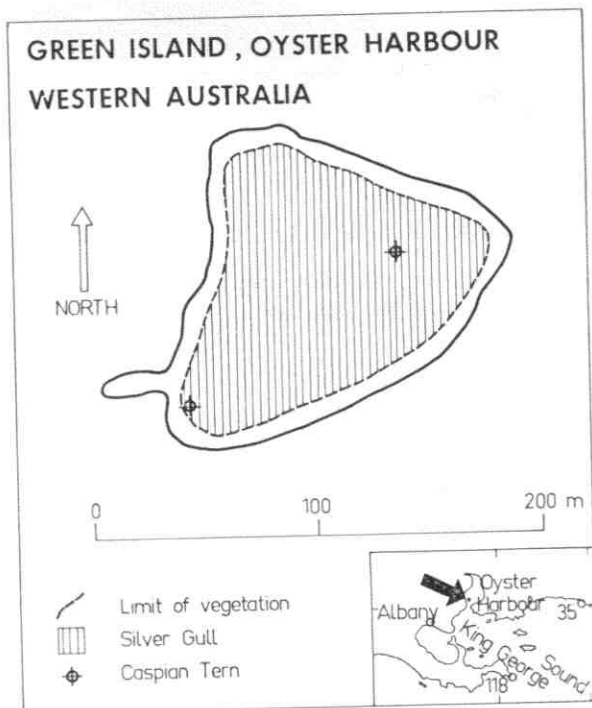 GREEN ISLAND , OYSTER HARBOUR
WESTERN AUSTRALIA
NORTH
0 100 200 m
Limit of vegetation
Silver Gull
Caspian Tern
Oyster
Harbour
35°
Albany
King George Sound
118°